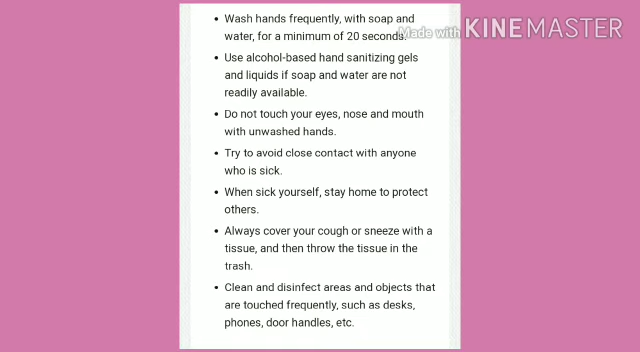 Wash hands frequently, with soap and
water, for a minimum of 20 seconds.
Made with KINEMASTER
Use alcohol-based hand sanitizing gels
and liquids if soap and water are not
readily available.
Do not touch your eyes, nose and mouth
with unwashed hands.
Try to avoid close contact with anyone
who is sick.
When sick yourself, stay home to protect
others.
Always cover your cough or sneeze with a
tissue, and then throw the tissue in the
trash.
Clean and disinfect areas and objects that
are touched frequently, such as desks,
phones, door handles, etc.